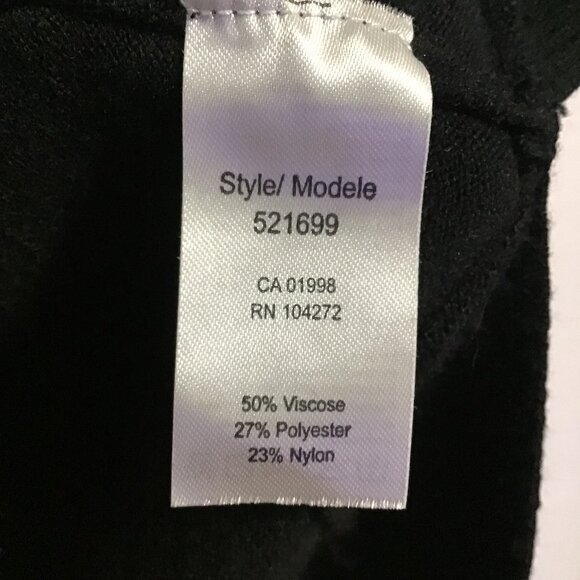 Style/ Modele
521699
CA 01998
RN 104272
50% Viscose
27% Polyester
23% Nylon